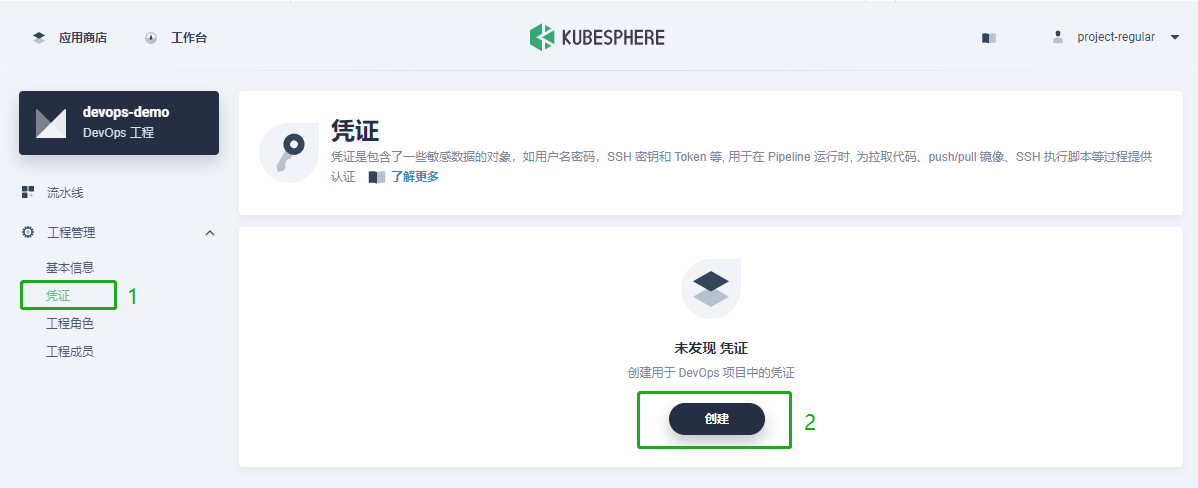 应用商店
工作台
KUBESPHERE
project-regular
devops-demo
DevOps 工程
流水线
工程管理
基本信息
凭证
1
工程角色
工程成员
凭证
凭证是包含了一些敏感数据的对象，如用户名密码，SSH 密钥和 Token 等, 用于在 Pipeline 运行时, 为拉取代码、push/pull 镜像、SSH 执行脚本等过程提供
认证 了解更多
未发现 凭证
创建用于 DevOps 项目中的凭证
创建
2